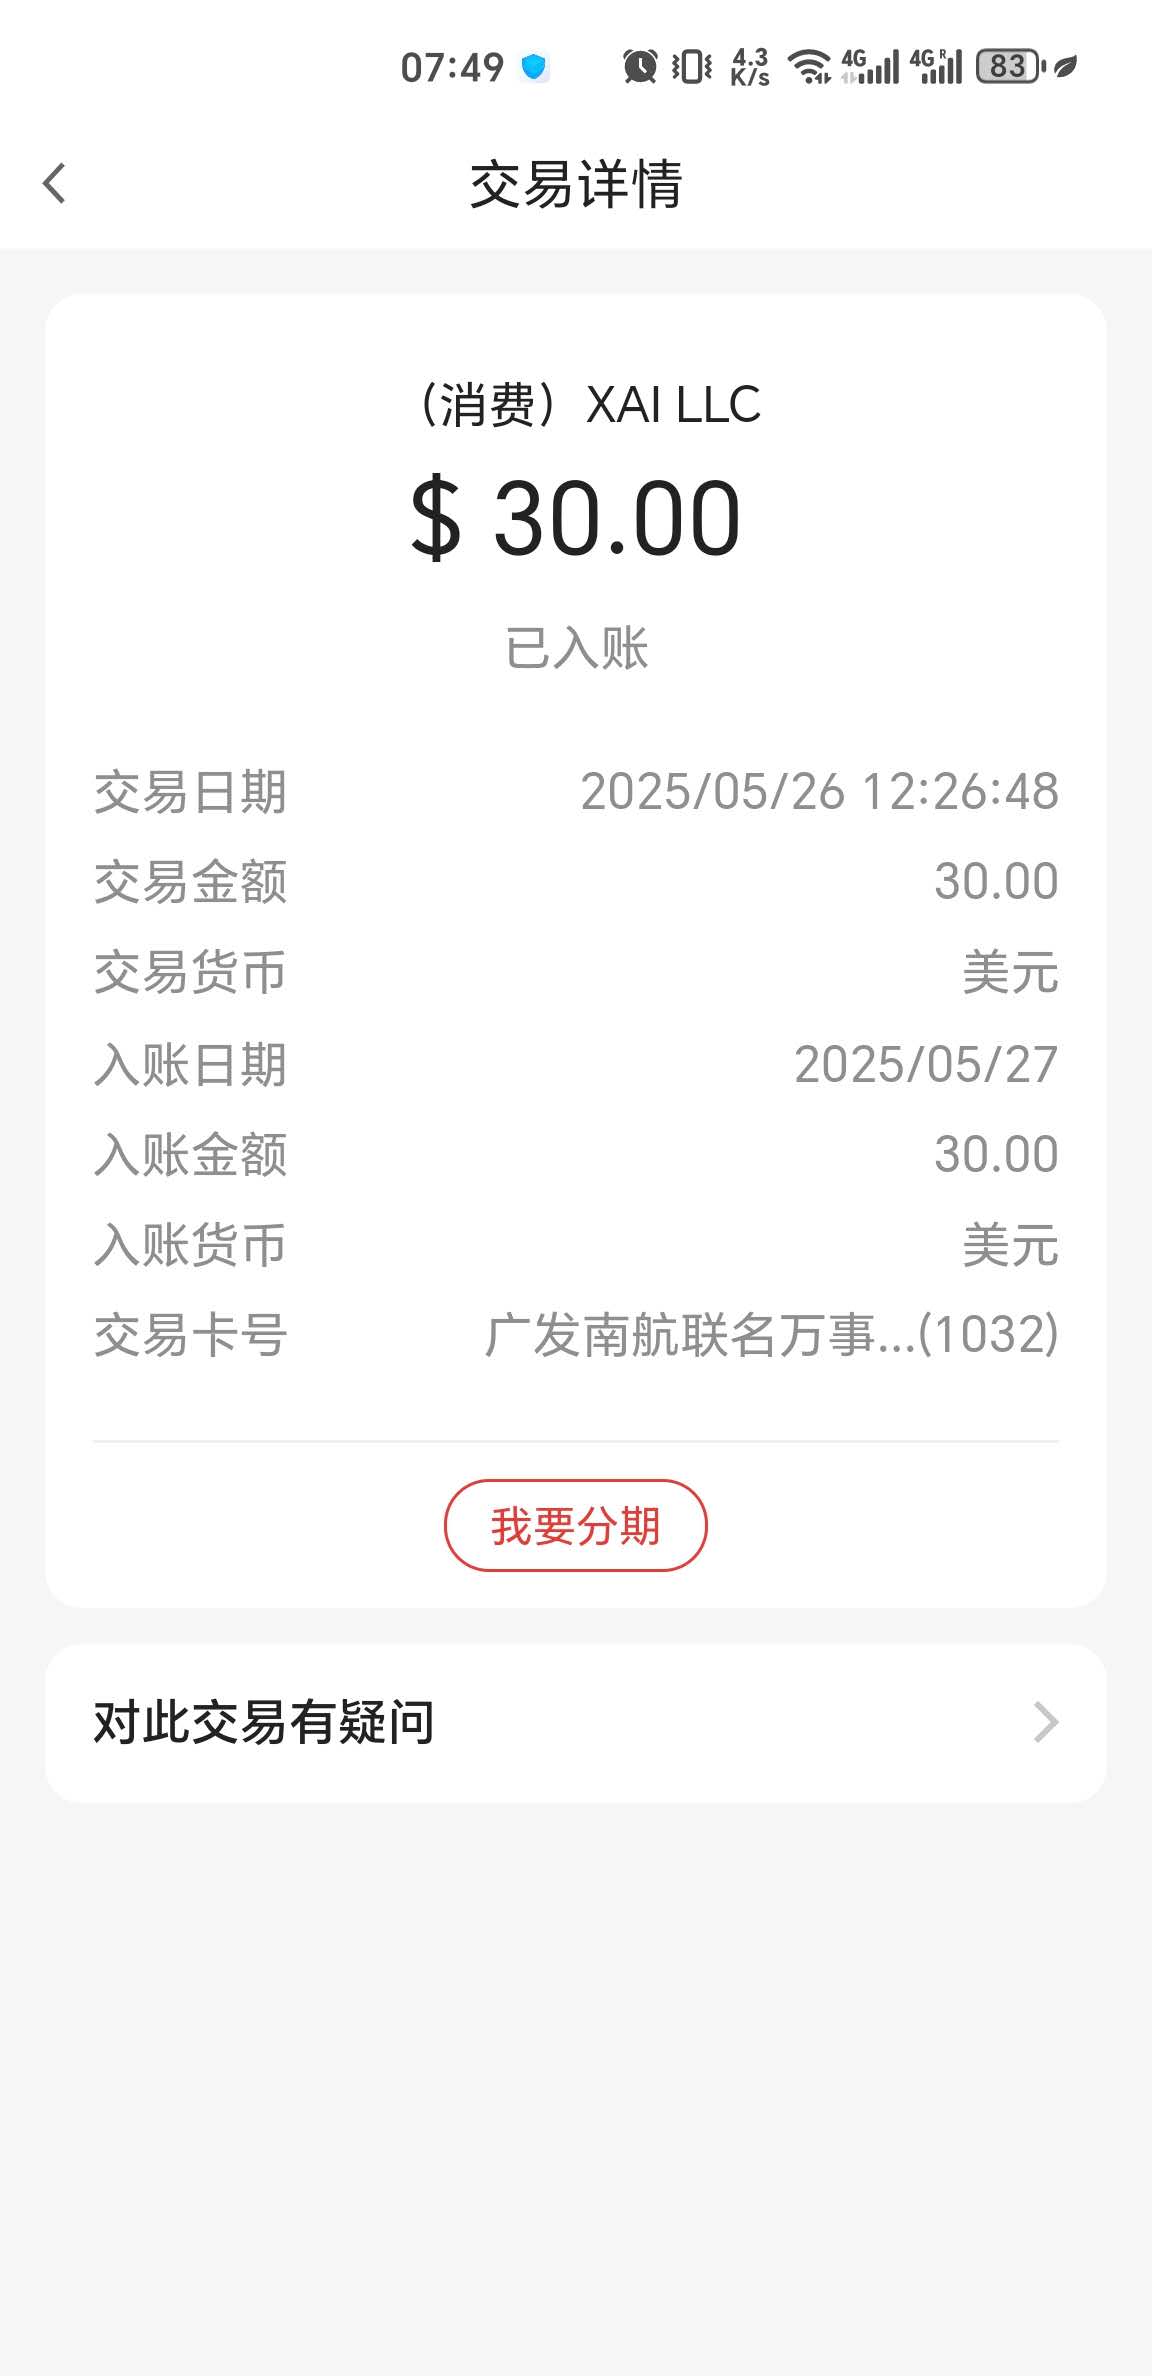 07:49 4.3 K/s 4G 4G R 83
交易详情
（消费）XAI LLC
$ 30.00
已入账
交易日期 2025/05/26 12:26:48
交易金额 30.00
交易货币 美元
入账日期 2025/05/27
入账金额 30.00
入账货币 美元
交易卡号 广发南航联名万事...(1032)
我要分期
对此交易有疑问